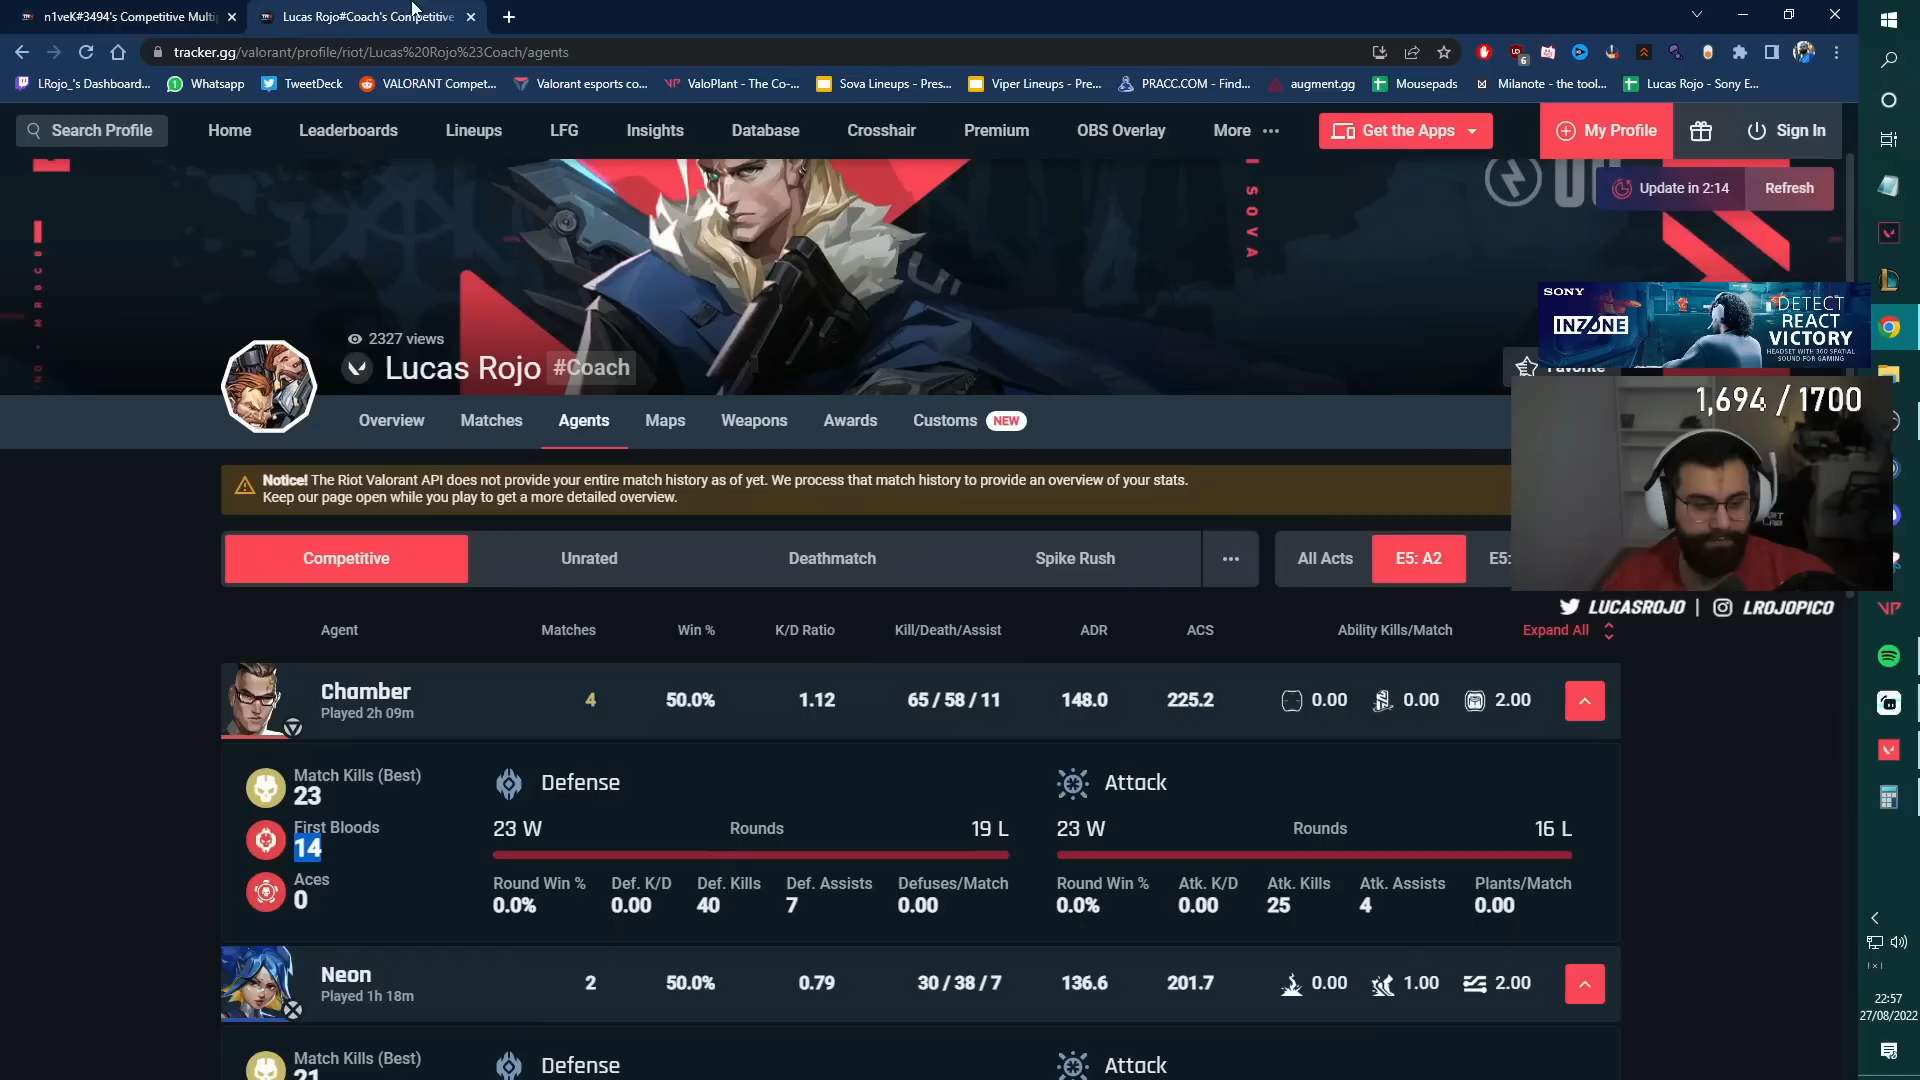 n1veK#3494's Competitive Multi
Lucas Rojo#Coach's Competitive
tracker.gg/valorant/profile/riot/Lucas%20Rojo%23Coach/agents
6
LRojo_'s Dashboard...
Whatsapp
TweetDeck
VALORANT Compet...
Valorant esports co...
ValoPlant - The Co-...
Sova Lineups - Pres...
Viper Lineups - Pre...
PRACC.COM - Find...
augment.gg
Mousepads
Milanote - the tool...
Lucas Rojo - Sony E...
Search Profile
Home
Leaderboards
Lineups
LFG
Insights
Database
Crosshair
Premium
OBS Overlay
More
Get the Apps
My Profile
Sign In
SOVA
Update in 2:14
Refresh
SONY
INZONE
DETECT
REACT
VICTORY
HEADSET WITH 360 SPATIAL
SOUND FOR GAMING
2327 views
Lucas Rojo #Coach
Favorite
1,694 / 1700
Overview
Matches
Agents
Maps
Weapons
Awards
Customs NEW
Notice! The Riot Valorant API does not provide your entire match history as of yet. We process that match history to provide an overview of your stats.
Keep our page open while you play to get a more detailed overview.
Competitive
Unrated
Deathmatch
Spike Rush
All Acts
E5: A2
E5:
LUCASROJO | LROJOPICO
Agent Matches Win % K/D Ratio Kill/Death/Assist ADR ACS Ability Kills/Match Expand All
Chamber
Played 2h 09m
4 50.0% 1.12 65 / 58 / 11 148.0 225.2 0.00 0.00 2.00
Match Kills (Best)
23
First Bloods
14
Aces
0
Defense
23 W Rounds 19 L
Round Win % Def. K/D Def. Kills Def. Assists Defuses/Match
0.0% 0.00 40 7 0.00
Attack
23 W Rounds 16 L
Round Win % Atk. K/D Atk. Kills Atk. Assists Plants/Match
0.0% 0.00 25 4 0.00
Neon
Played 1h 18m
2 50.0% 0.79 30 / 38 / 7 136.6 201.7 0.00 1.00 2.00
Match Kills (Best)
21
Defense
Attack
22:57
27/08/2022